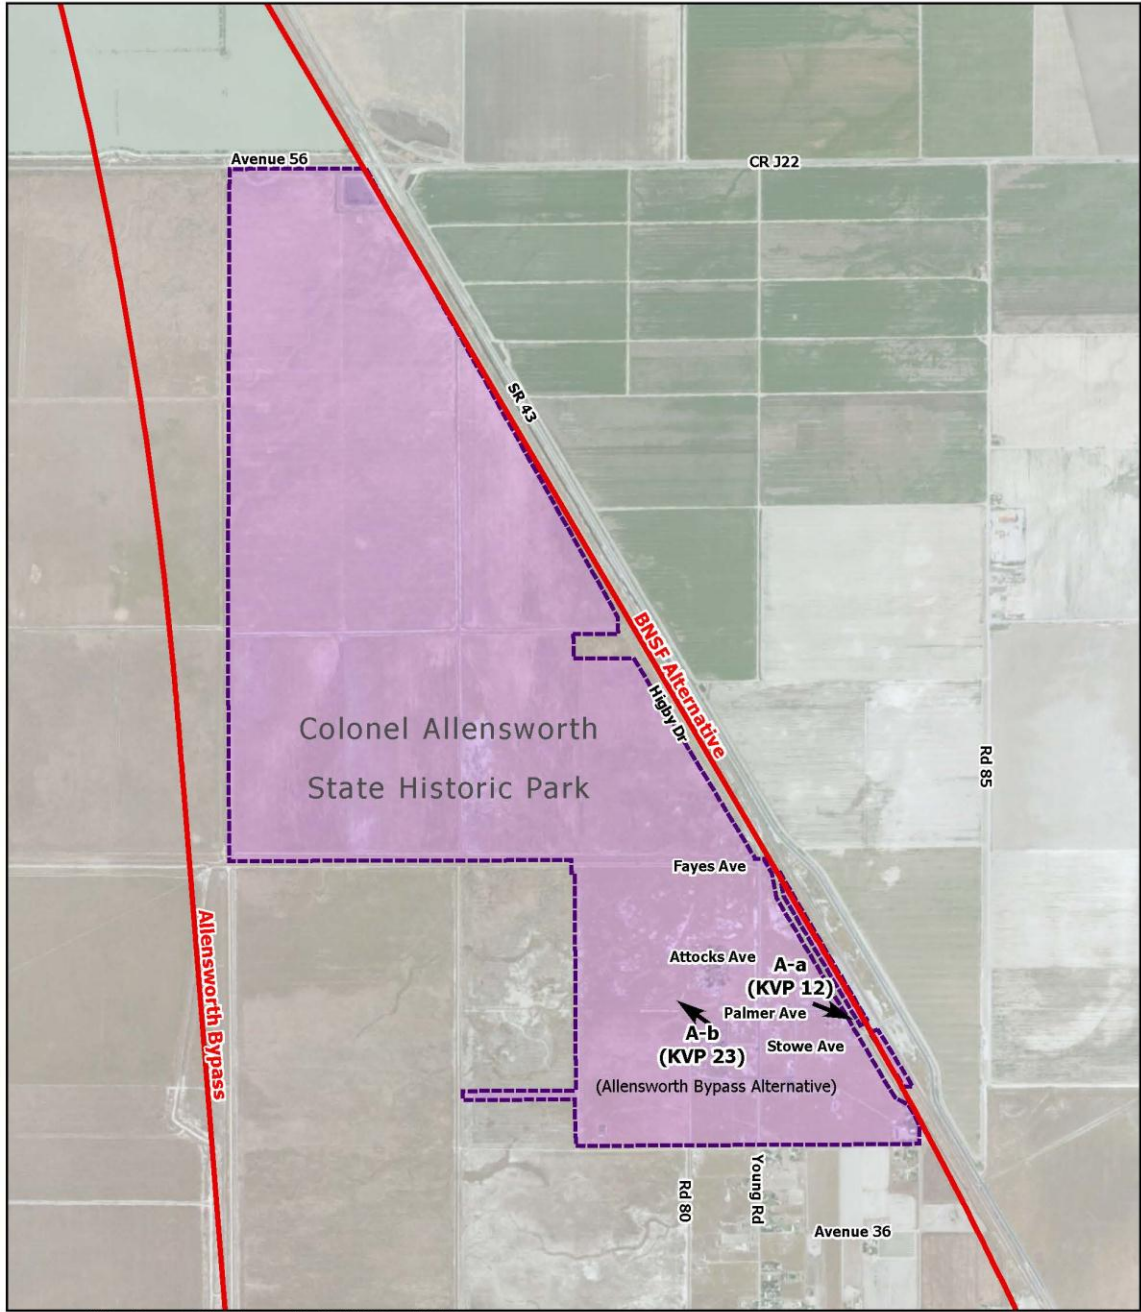 Avenue 56
CR J22
SR 43
BNSF Alternative
Higby Dr
Colonel Allensworth
State Historic Park
Rd 85
Fayes Ave
Allensworth Bypass
Attocks Ave
A-a
(KVP 12)
Palmer Ave
A-b
(KVP 23)
Stowe Ave
(Allensworth Bypass Alternative)
Rd 80
Young Rd
Avenue 36